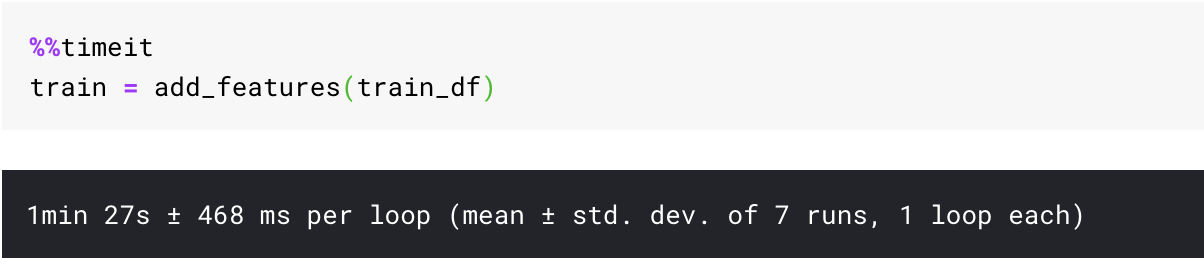 %%timeit
train = add_features(train_df)
1min 27s ± 468 ms per loop (mean ± std. dev. of 7 runs, 1 loop each)